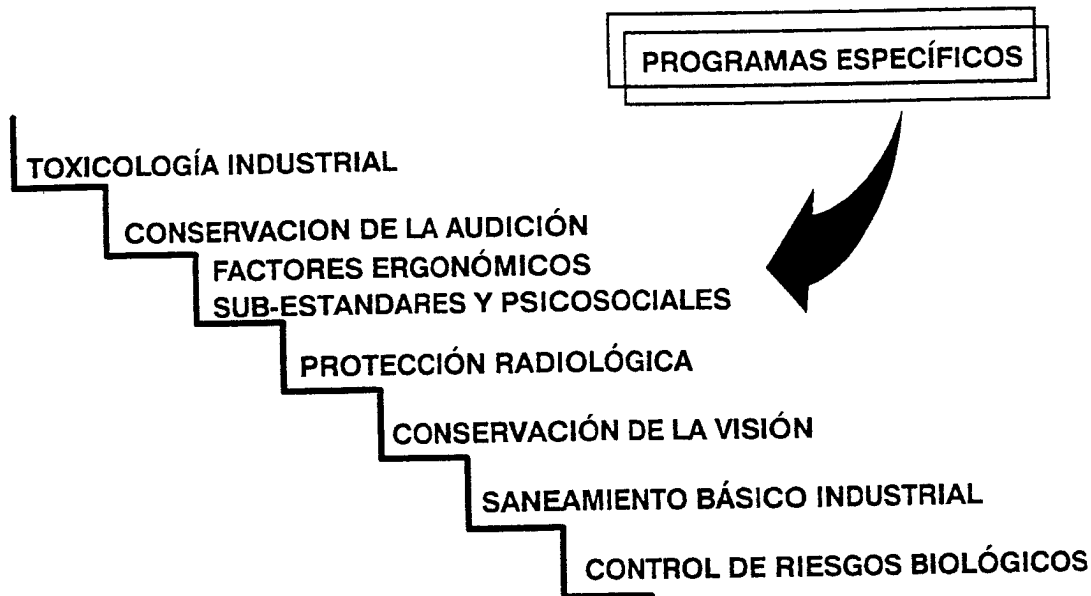 PROGRAMAS ESPECÍFICOS
TOXICOLOGÍA INDUSTRIAL
CONSERVACION DE LA AUDICIÓN
FACTORES ERGONÓMICOS
SUB-ESTANDARES Y PSICOSOCIALES
PROTECCIÓN RADIOLÓGICA
CONSERVACIÓN DE LA VISIÓN
SANEAMIENTO BÁSICO INDUSTRIAL
CONTROL DE RIESGOS BIOLÓGICOS